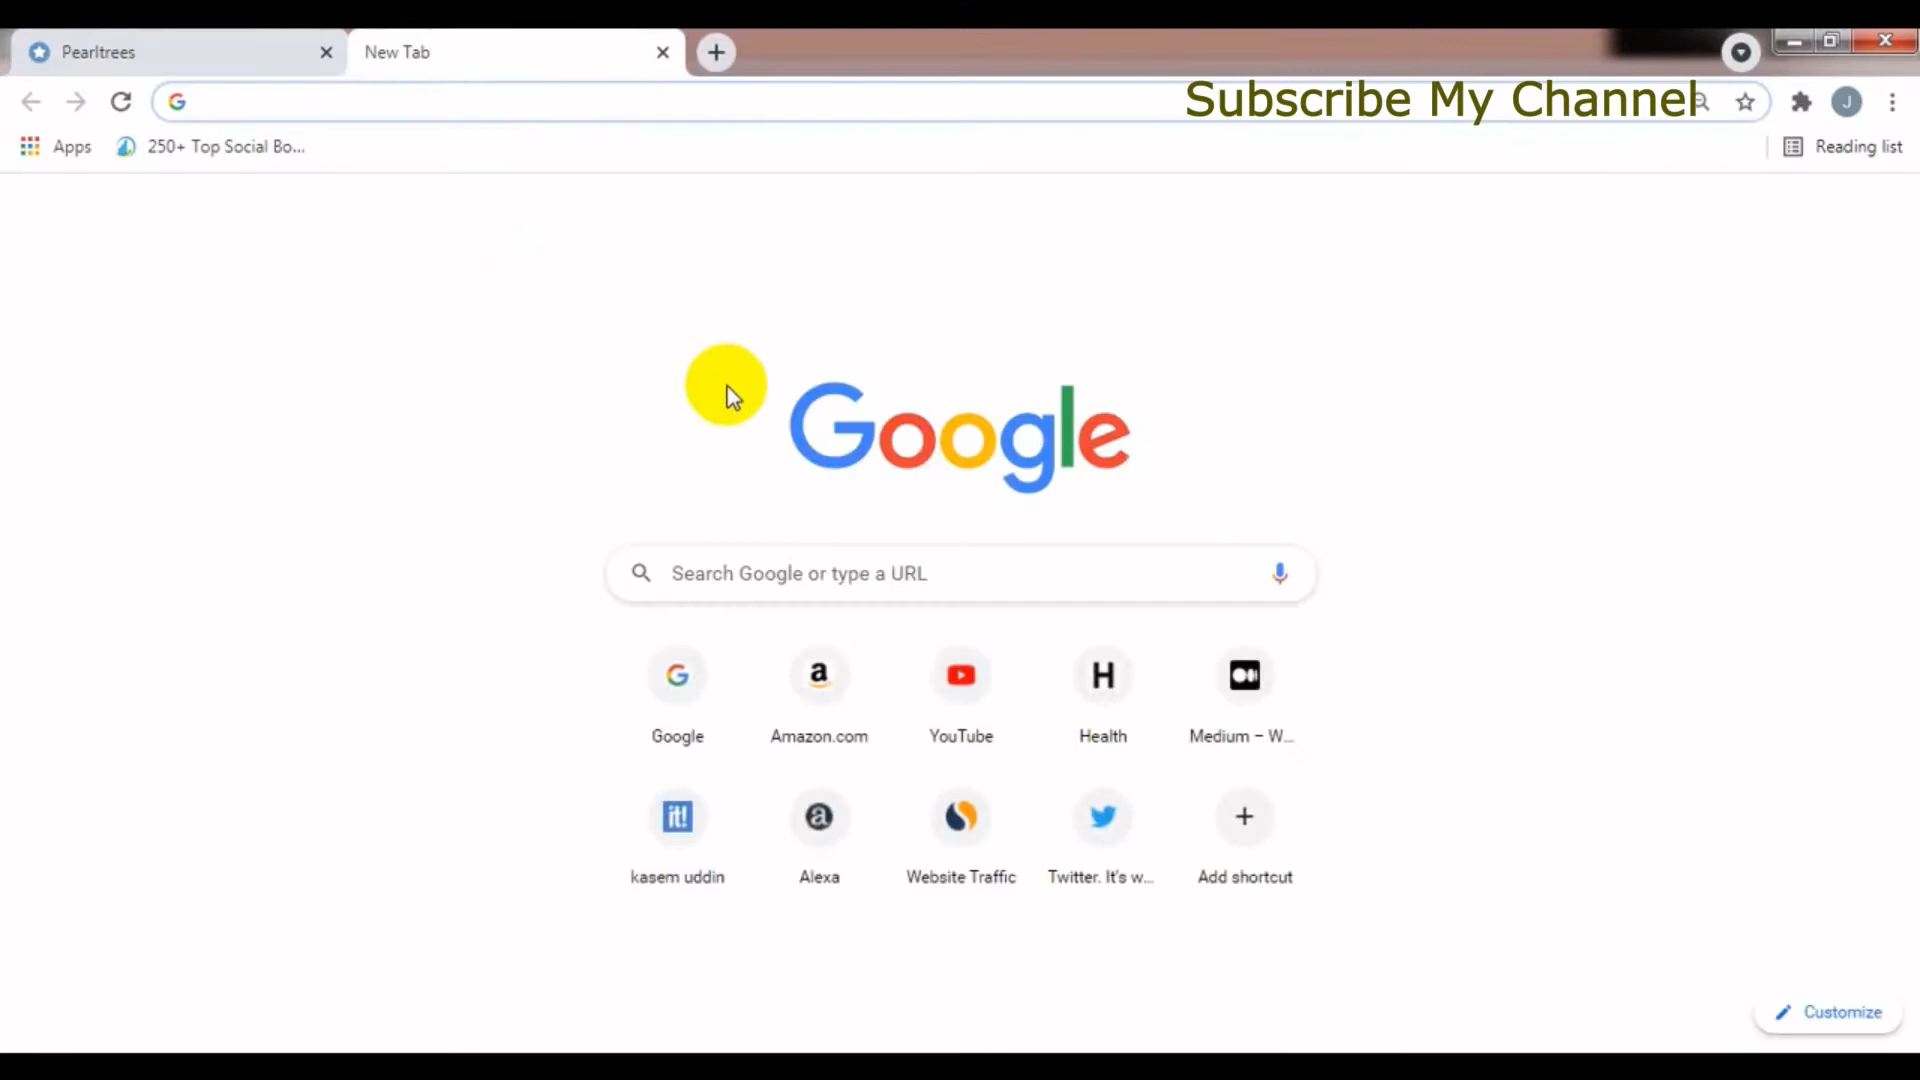 Pearltrees
New Tab
Subscribe My Channel
J
Apps
250+ Top Social Bo...
Reading list
Google
Search Google or type a URL
G
a
H
Google
Amazon.com
YouTube
Health
Medium – W...
it!
a
kasem uddin
Alexa
Website Traffic
Twitter. It's w...
Add shortcut
Customize